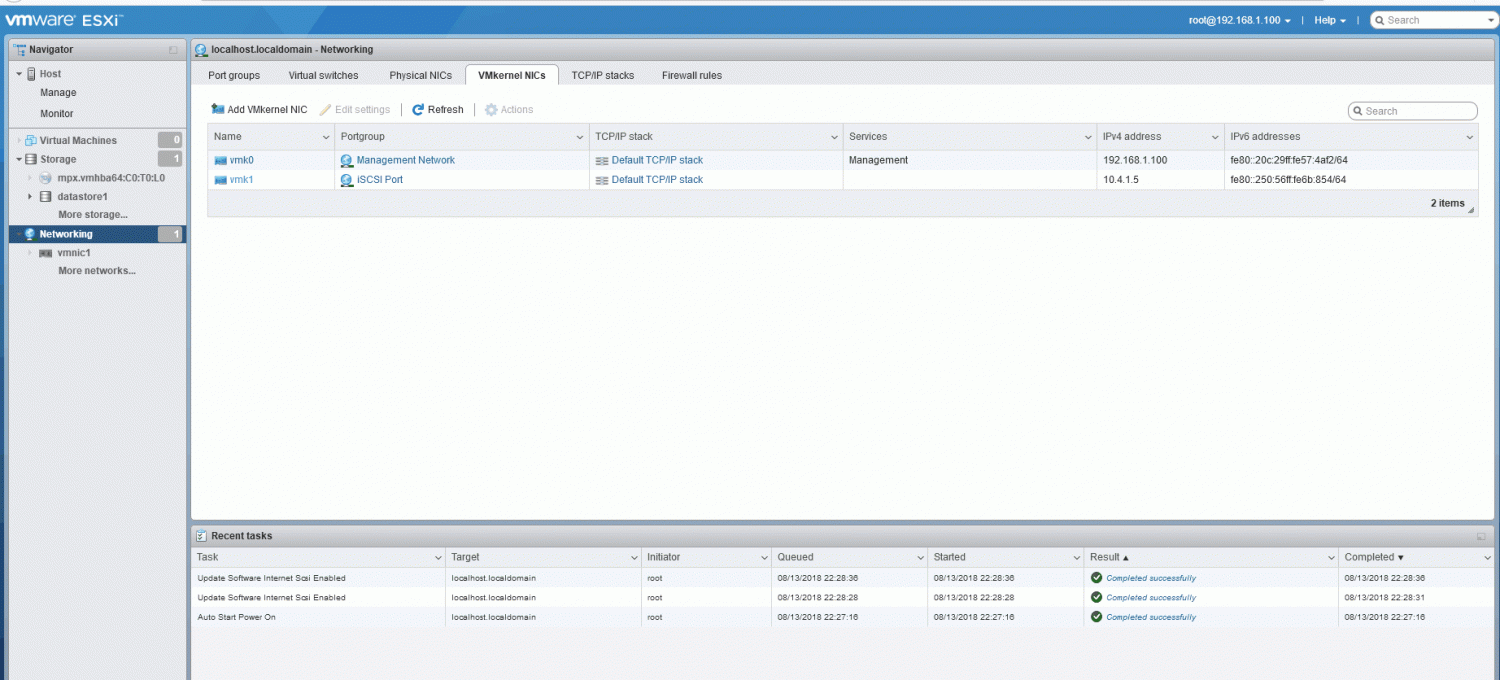 vmware ESXi™
root@192.168.1.100 | Help | Search
Navigator
Host
Manage
Monitor
Virtual Machines 0
Storage 1
mpx.vmhba64:C0:T0:L0
datastore1
More storage...
Networking 1
vmnic1
More networks...
localhost.localdomain - Networking
Port groups Virtual switches Physical NICs VMkernel NICs TCP/IP stacks Firewall rules
Add VMkernel NIC Edit settings | Refresh | Actions Search
Name Portgroup TCP/IP stack Services IPv4 address IPv6 addresses
vmk0 Management Network Default TCP/IP stack Management 192.168.1.100 fe80::20c:29ff:fe57:4af2/64
vmk1 iSCSI Port Default TCP/IP stack 10.4.1.5 fe80::250:56ff:fe6b:854/64
2 items
Recent tasks
Task Target Initiator Queued Started Result Completed
Update Software Internet Scsi Enabled localhost.localdomain root 08/13/2018 22:28:36 08/13/2018 22:28:36 Completed successfully 08/13/2018 22:28:36
Update Software Internet Scsi Enabled localhost.localdomain root 08/13/2018 22:28:28 08/13/2018 22:28:28 Completed successfully 08/13/2018 22:28:31
Auto Start Power On localhost.localdomain root 08/13/2018 22:27:16 08/13/2018 22:27:16 Completed successfully 08/13/2018 22:27:16